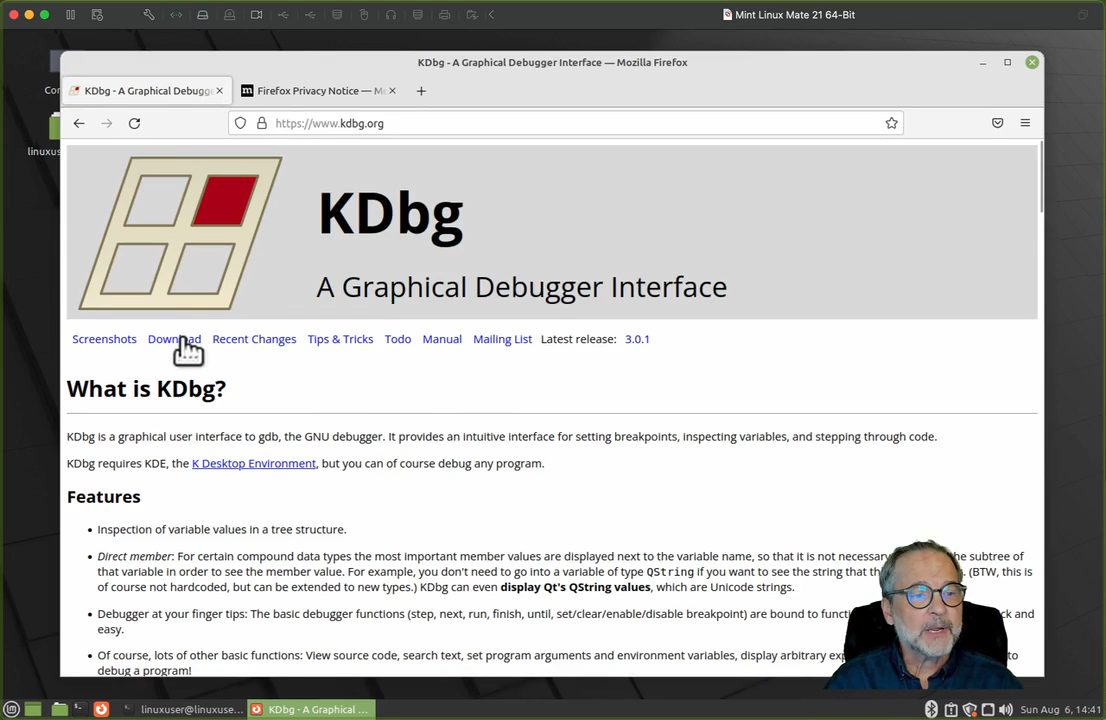 Mint Linux Mate 21 64-Bit
KDbg - A Graphical Debugger Interface — Mozilla Firefox
KDbg - A Graphical Debugge
Firefox Privacy Notice — Mo
https://www.kdbg.org
KDbg
A Graphical Debugger Interface
Screenshots Download Recent Changes Tips & Tricks Todo Manual Mailing List Latest release: 3.0.1
What is KDbg?
KDbg is a graphical user interface to gdb, the GNU debugger. It provides an intuitive interface for setting breakpoints, inspecting variables, and stepping through code.
KDbg requires KDE, the K Desktop Environment, but you can of course debug any program.
Features
• Inspection of variable values in a tree structure.
• Direct member: For certain compound data types the most important member values are displayed next to the variable name, so that it is not necessary the subtree of
that variable in order to see the member value. For example, you don't need to go into a variable of type QString if you want to see the string that (BTW, this is
of course not hardcoded, but can be extended to new types.) KDbg can even display Qt's QString values, which are Unicode strings.
• Debugger at your finger tips: The basic debugger functions (step, next, run, finish, until, set/clear/enable/disable breakpoint) are bound to and
easy.
• Of course, lots of other basic functions: View source code, search text, set program arguments and environment variables, display arbitrary to
debug a program!
linuxuser@linuxuse...
KDbg - A Graphical ...
Sun Aug 6, 14:41